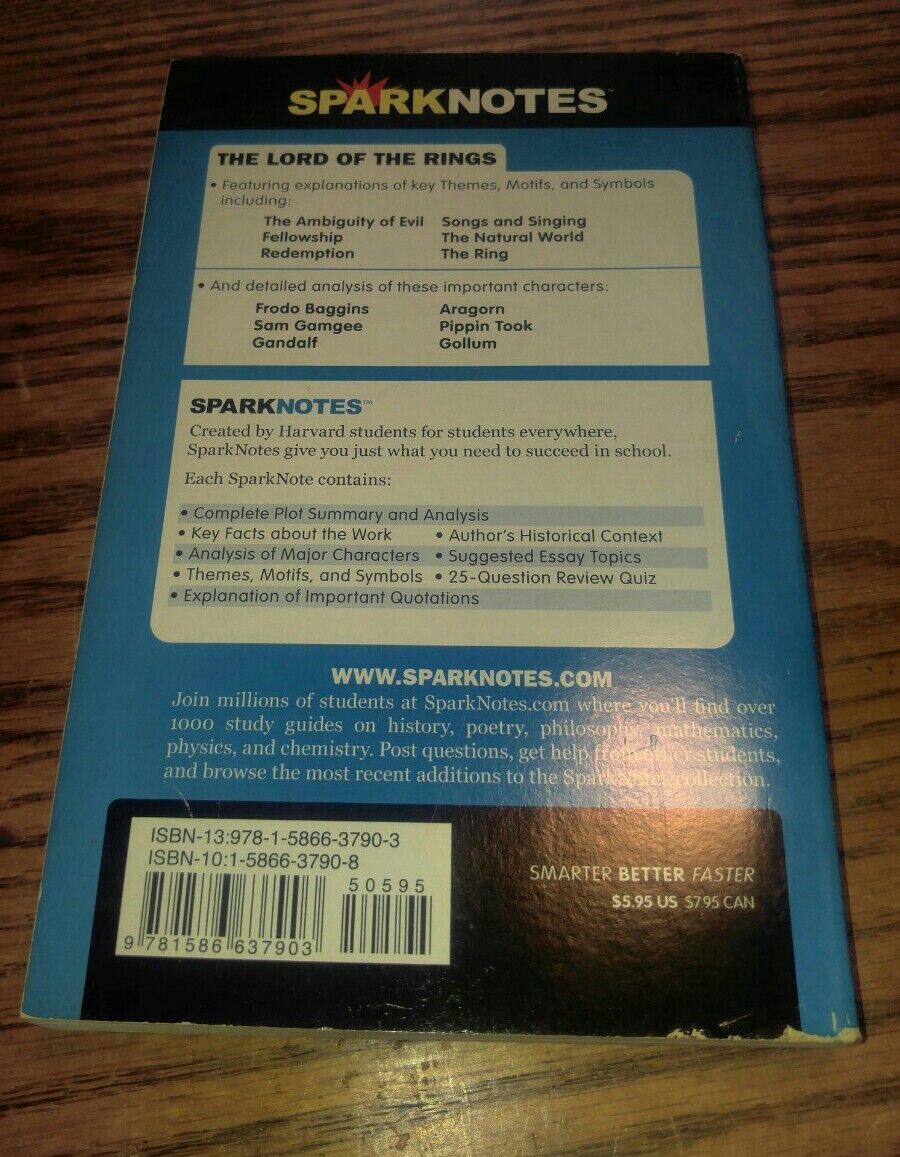 SPARKNOTES™
THE LORD OF THE RINGS
• Featuring explanations of key Themes, Motifs, and Symbols
including:
The Ambiguity of Evil Songs and Singing
Fellowship The Natural World
Redemption The Ring
• And detailed analysis of these important characters:
Frodo Baggins Aragorn
Sam Gamgee Pippin Took
Gandalf Gollum
SPARKNOTES™
Created by Harvard students for students everywhere,
SparkNotes give you just what you need to succeed in school.
Each SparkNote contains:
• Complete Plot Summary and Analysis
• Key Facts about the Work • Author's Historical Context
• Analysis of Major Characters • Suggested Essay Topics
• Themes, Motifs, and Symbols • 25-Question Review Quiz
• Explanation of Important Quotations
WWW.SPARKNOTES.COM
Join millions of students at SparkNotes.com where you'll find over
1000 study guides on history, poetry, philosophy, mathematics,
physics, and chemistry. Post questions, get help from other students,
and browse the most recent additions to the SparkNotes collection.
ISBN-13:978-1-5866-3790-3
ISBN-10:1-5866-3790-8
50595
9 781586 637903
SMARTER BETTER FASTER
$5.95 US $7.95 CAN